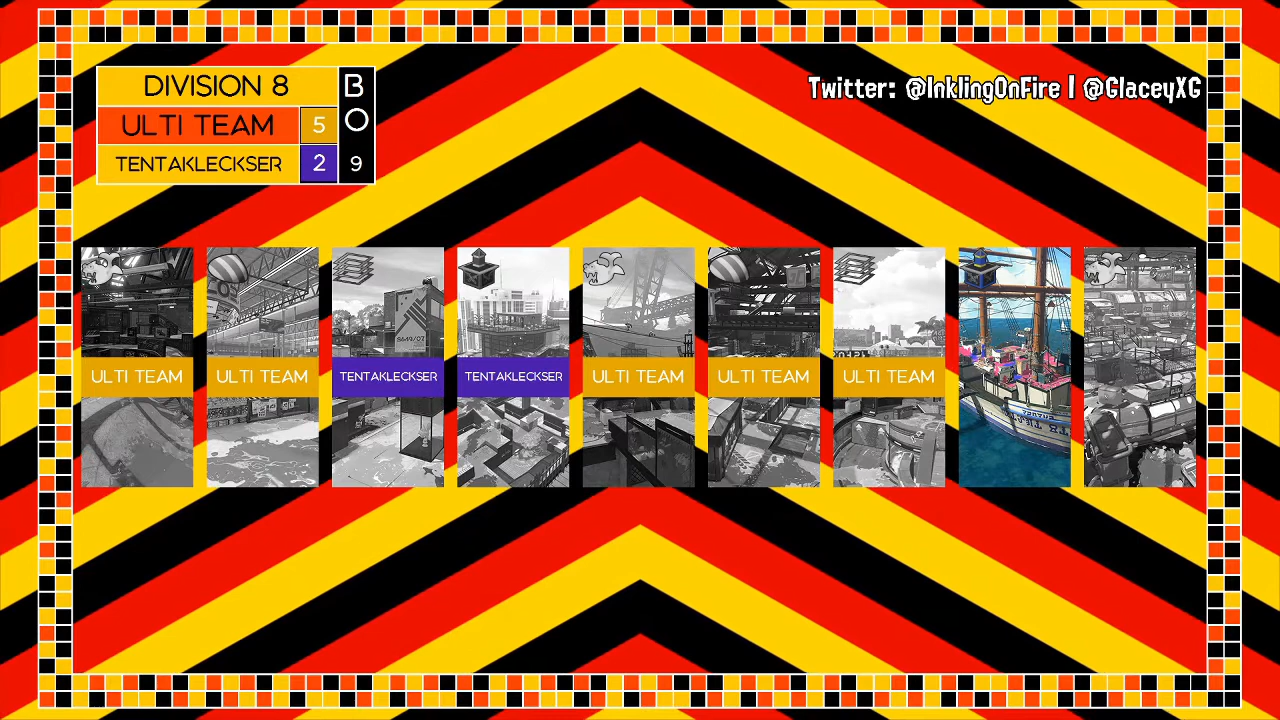 DIVISION 8
ULTI TEAM 5
TENTAKLECKSER 2
BO9
Twitter: @InklingOnFire | @GlaceyXG
ULTI TEAM
ULTI TEAM
TENTAKLECKSER
TENTAKLECKSER
ULTI TEAM
ULTI TEAM
ULTI TEAM